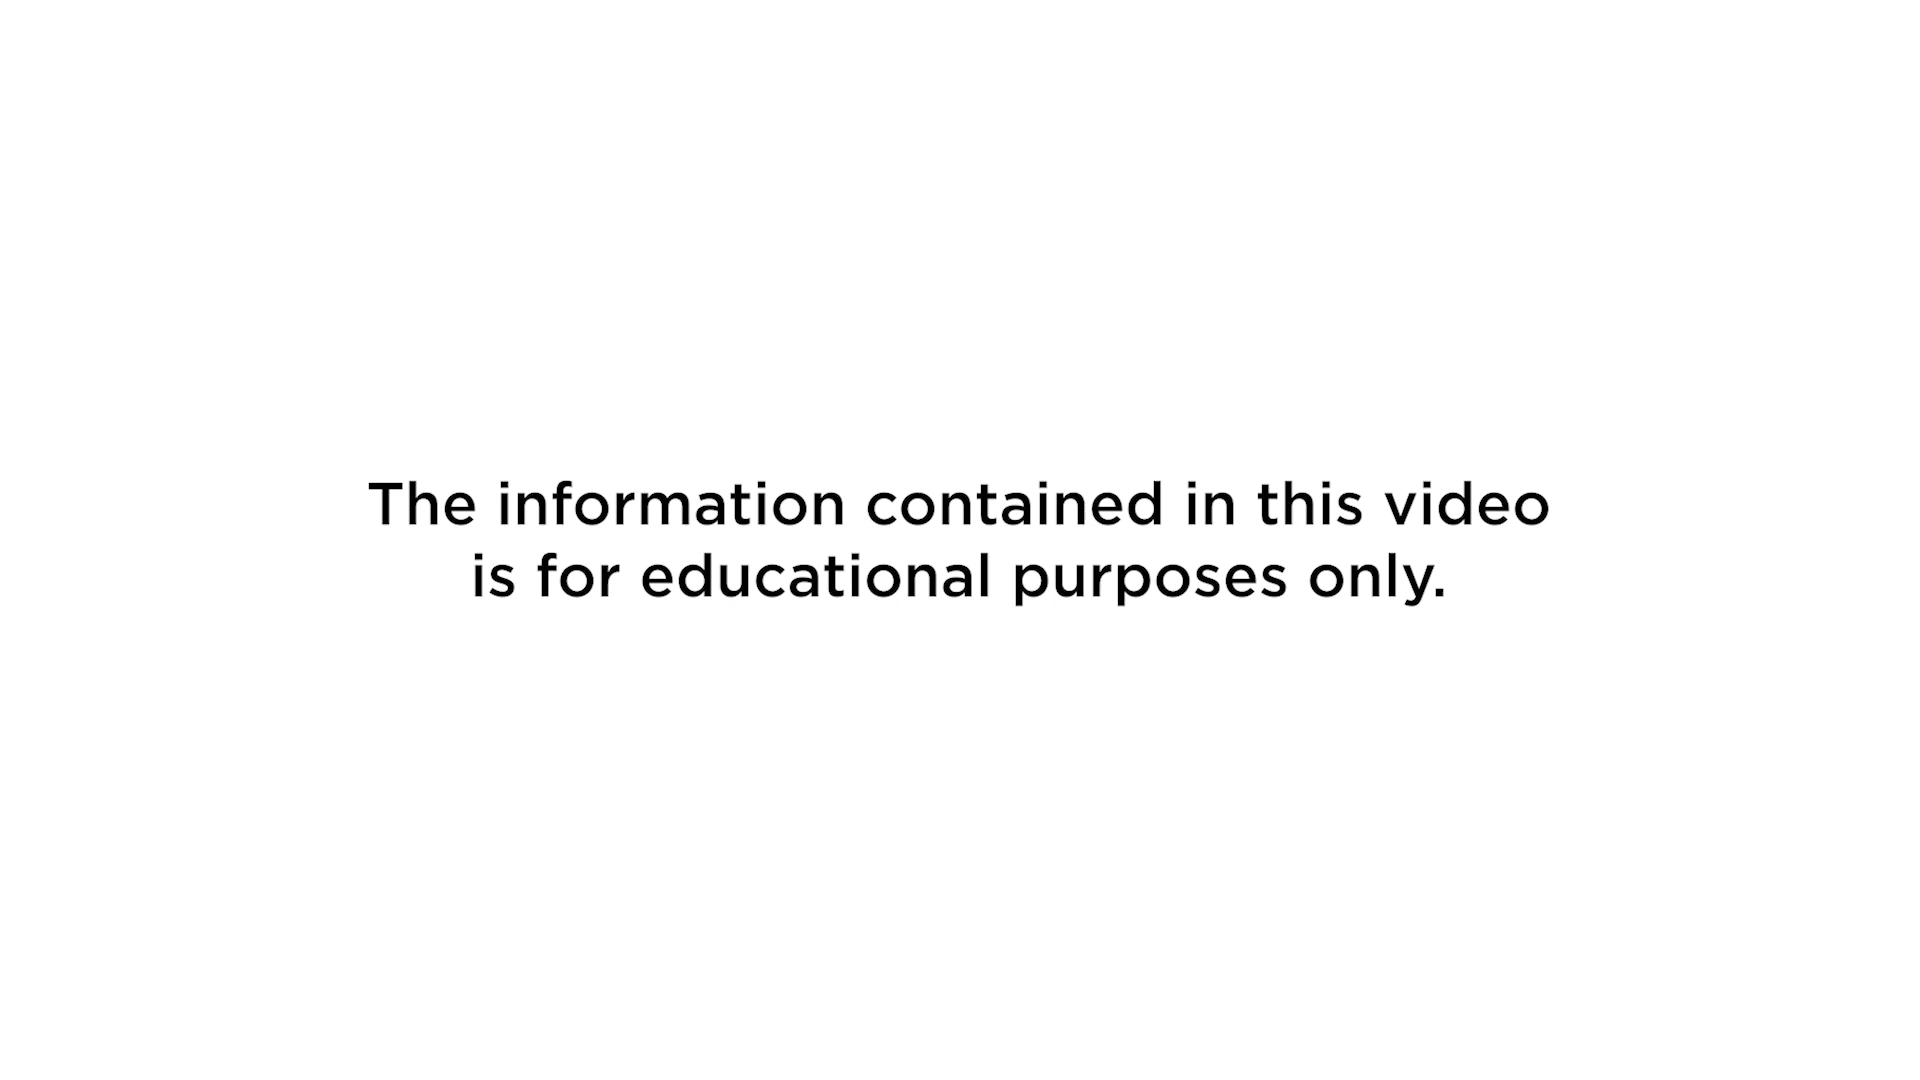 The information contained in this video
is for educational purposes only.